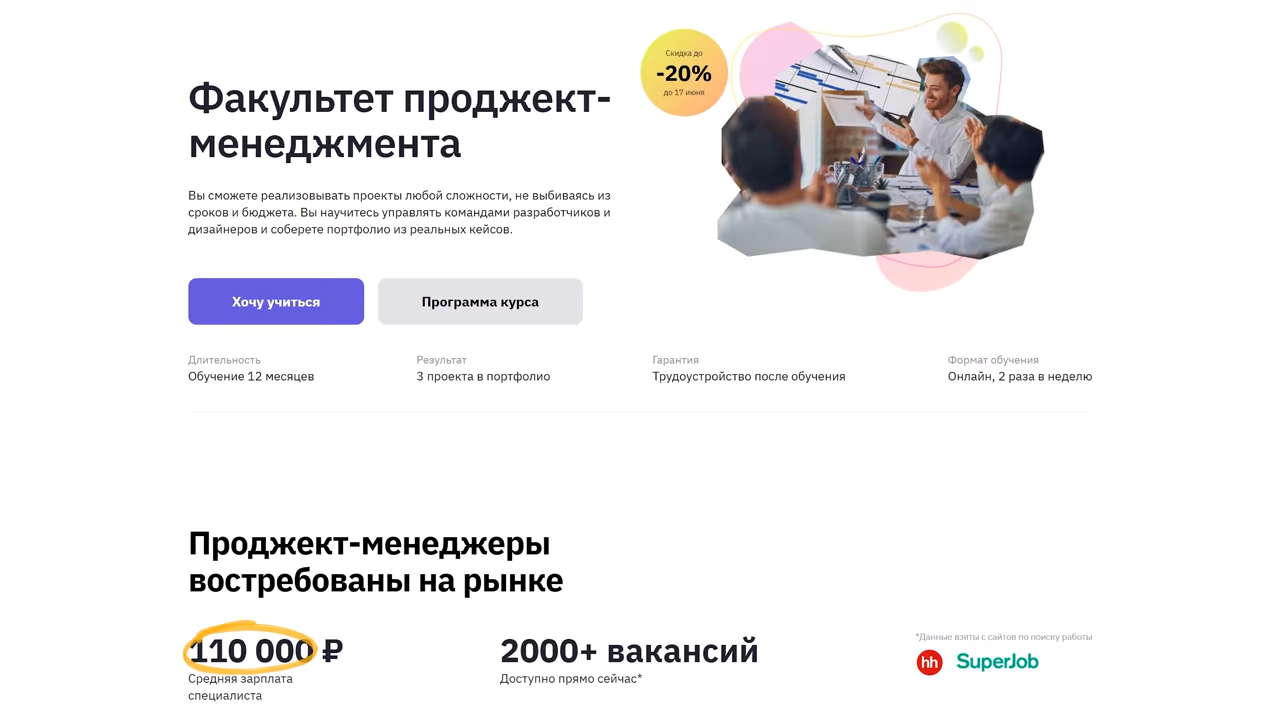 Скидка до
-20%
до 17 июня
Факультет проджект-
менеджмента
Вы сможете реализовывать проекты любой сложности, не выбиваясь из
сроков и бюджета. Вы научитесь управлять командами разработчиков и
дизайнеров и соберете портфолио из реальных кейсов.
Хочу учиться
Программа курса
Длительность
Обучение 12 месяцев
Результат
3 проекта в портфолио
Гарантия
Трудоустройство после обучения
Формат обучения
Онлайн, 2 раза в неделю
Проджект-менеджеры
востребованы на рынке
110 000 ₽
Средняя зарплата
специалиста
2000+ вакансий
Доступно прямо сейчас*
*Данные взяты с сайтов по поиску работы
hh SuperJob